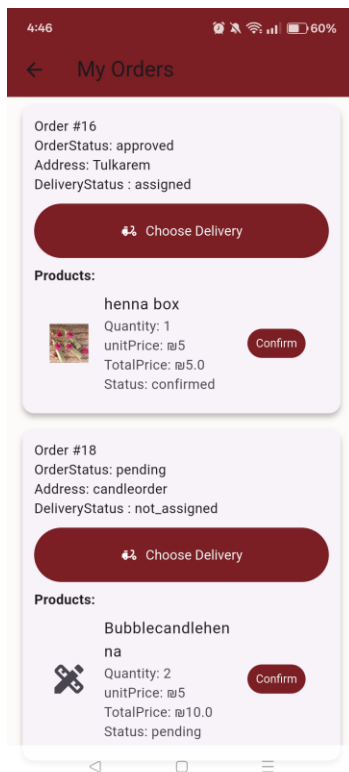 4:46
60%
My Orders
Order #16
OrderStatus: approved
Address: Tulkarem
DeliveryStatus : assigned
Choose Delivery
Products:
henna box
Quantity: 1
unitPrice: ₪5
TotalPrice: ₪5.0
Status: confirmed
Confirm
Order #18
OrderStatus: pending
Address: candleorder
DeliveryStatus : not_assigned
Choose Delivery
Products:
Bubblecandlehen
na
Quantity: 2
unitPrice: ₪5
TotalPrice: ₪10.0
Status: pending
Confirm